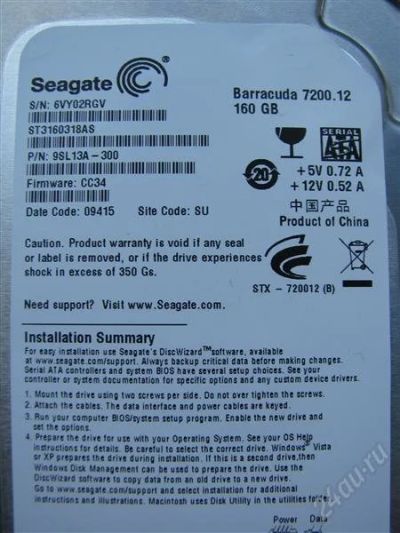 Seagate
Barracuda 7200.12
160 GB
S/N: 6VY02RGV
ST3160318AS
P/N: 9SL13A-300
Firmware: CC34
Date Code: 09415 Site Code: SU
SERIAL
ATA
20
+5V 0.72 A
+12V 0.52 A
中国产品
Product of China
Caution. Product warranty is void if any seal
or label is removed, or if the drive experiences
shock in excess of 350 Gs.
STX - 720012 (B)
Need support? Visit www.Seagate.com.
Installation Summary
For easy installation use Seagate's DiscWizard™software, available
at www.seagate.com/support. Always backup critical data before making changes.
Serial ATA controllers and system BIOS have several setup choices. See your
controller or system documentation for specific options and any custom device drivers.
1. Mount the drive using two screws per side. Do not over tighten the screws.
2. Attach the cables. The data interface and power cables are keyed.
3. Run your computer BIOS/system setup program. Enable the new drive and
set the options.
4. Prepare the drive for use with your Operating System. See your OS Help
instructions for details. Be careful to select the correct drive. Windows® Vista
or XP prepares the drive during installation. If this is a second drive, then
Windows Disk Management can be used to prepare the drive. Use the
DiscWizard software to copy data from an old drive to a new drive.
Go to www.seagate.com/support and select installation for additional
instructions and illustrations. Macintosh uses Disk Utility in the utilities folder.
Power Data
24au.ru